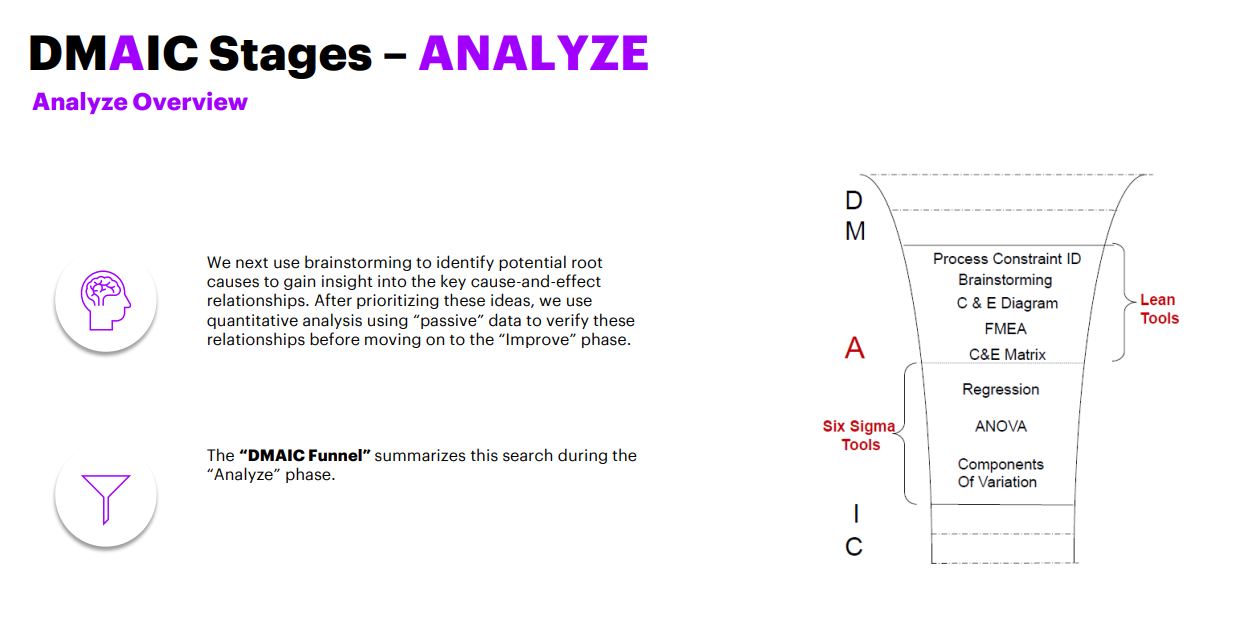 DMAIC Stages – ANALYZE
Analyze Overview
We next use brainstorming to identify potential root
causes to gain insight into the key cause-and-effect
relationships. After prioritizing these ideas, we use
quantitative analysis using “passive” data to verify these
relationships before moving on to the “Improve” phase.
The “DMAIC Funnel” summarizes this search during the
“Analyze” phase.
D
M
A
I
C
Process Constraint ID
Brainstorming
C & E Diagram
FMEA
C&E Matrix
Lean
Tools
Regression
ANOVA
Components
Of Variation
Six Sigma
Tools